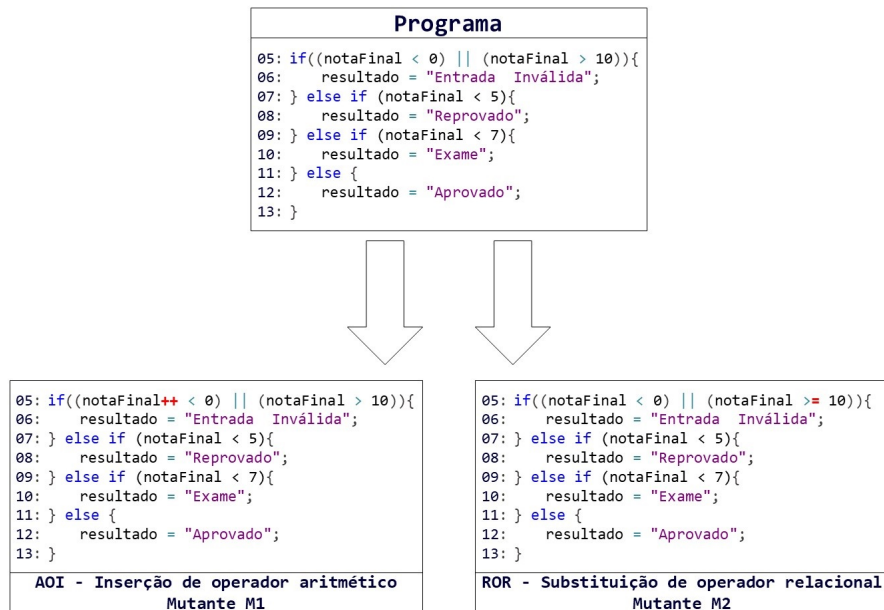 Programa
05: if((notaFinal < 0) || (notaFinal > 10)){
06:    resultado = "Entrada  Inválida";
07: } else if (notaFinal < 5){
08:    resultado = "Reprovado";
09: } else if (notaFinal < 7){
10:    resultado = "Exame";
11: } else {
12:    resultado = "Aprovado";
13: }
05: if((notaFinal++ < 0) || (notaFinal > 10)){
06:    resultado = "Entrada  Inválida";
07: } else if (notaFinal < 5){
08:    resultado = "Reprovado";
09: } else if (notaFinal < 7){
10:    resultado = "Exame";
11: } else {
12:    resultado = "Aprovado";
13: }
AOI - Inserção de operador aritmético
Mutante M1
05: if((notaFinal < 0) || (notaFinal >= 10)){
06:    resultado = "Entrada  Inválida";
07: } else if (notaFinal < 5){
08:    resultado = "Reprovado";
09: } else if (notaFinal < 7){
10:    resultado = "Exame";
11: } else {
12:    resultado = "Aprovado";
13: }
ROR - Substituição de operador relacional
Mutante M2